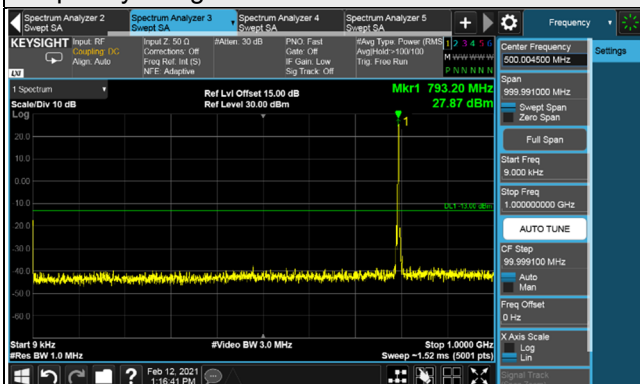 Spectrum Analyzer 2
Swept SA
Spectrum Analyzer 3
Swept SA
Spectrum Analyzer 4
Swept SA
Spectrum Analyzer 5
Swept SA
+
Frequency
KEYSIGHT
Input: RF
Coupling: DC
Align: Auto
Input Z: 50 Ω
Corrections: Off
Freq Ref: Int (S)
NFE: Adaptive
#Atten: 30 dB
PNO: Fast
Gate: Off
IF Gain: Low
Sig Track: Off
#Avg Type: Power (RMS
Avg|Hold:>100/100
Trig: Free Run
1 2 3 4 5 6
M W W W W W
P N N N N N
LXI
Center Frequency
500.004500 MHz
Settings
Span
999.991000 MHz
Swept Span
Zero Span
Full Span
Start Freq
9.000 kHz
Stop Freq
1.000000000 GHz
AUTO TUNE
CF Step
99.999100 MHz
Auto
Man
Freq Offset
0 Hz
X Axis Scale
Log
Lin
Signal Track
1 Spectrum
Scale/Div 10 dB
Log
Ref Lvl Offset 15.00 dB
Ref Level 30.00 dBm
Mkr1 793.20 MHz
27.87 dBm
1
20.0
10.0
0.00
-10.0
DL1 -13.00 dBm
-20.0
-30.0
-40.0
-50.0
-60.0
Start 9 kHz
#Res BW 1.0 MHz
#Video BW 3.0 MHz
Stop 1.0000 GHz
Sweep ~1.52 ms (5001 pts)
?
Feb 12, 2021
1:16:41 PM